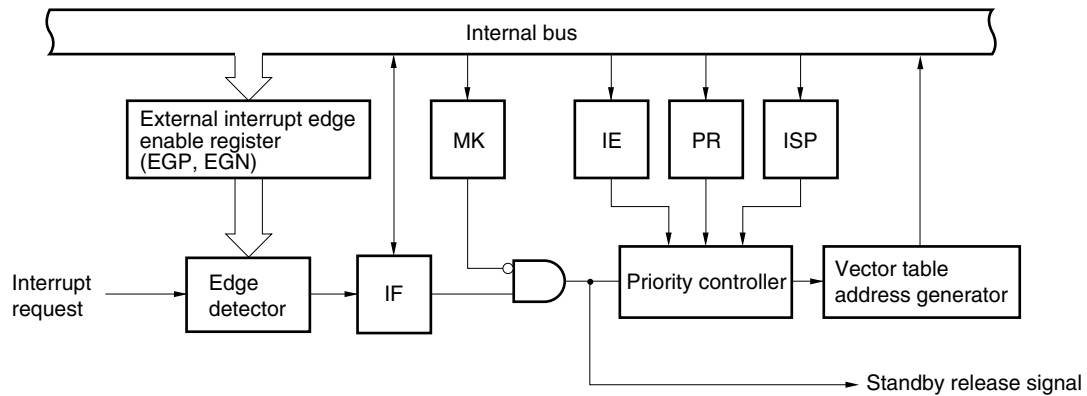 Internal bus
External interrupt edge
enable register
(EGP, EGN)
MK
IE
PR
ISP
Interrupt
request
Edge
detector
IF
Priority controller
Vector table
address generator
Standby release signal